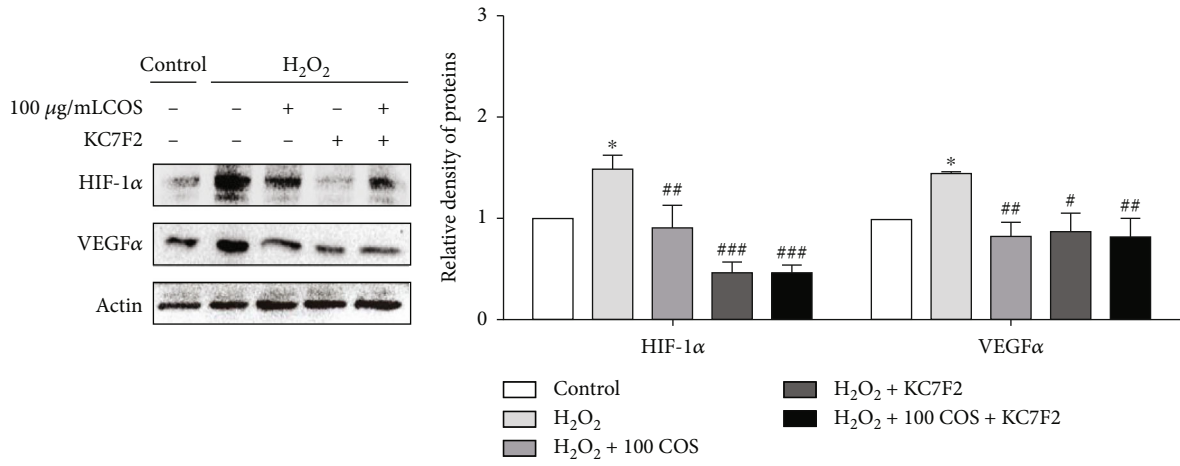 Control H₂O₂
100 μg/mLCOS – – + – +
KC7F2 – – – + +
HIF-1α
VEGFα
Actin
Relative density of proteins
3
2
1
0
* ## ### ###
* ## # ##
HIF-1α VEGFα
Control
H₂O₂
H₂O₂ + 100 COS
H₂O₂ + KC7F2
H₂O₂ + 100 COS + KC7F2